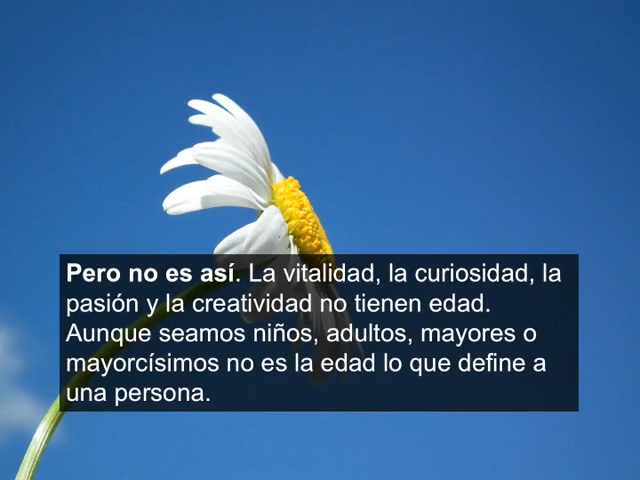 Pero no es así. La vitalidad, la curiosidad, la
pasión y la creatividad no tienen edad.
Aunque seamos niños, adultos, mayores o
mayorcísimos no es la edad lo que define a
una persona.